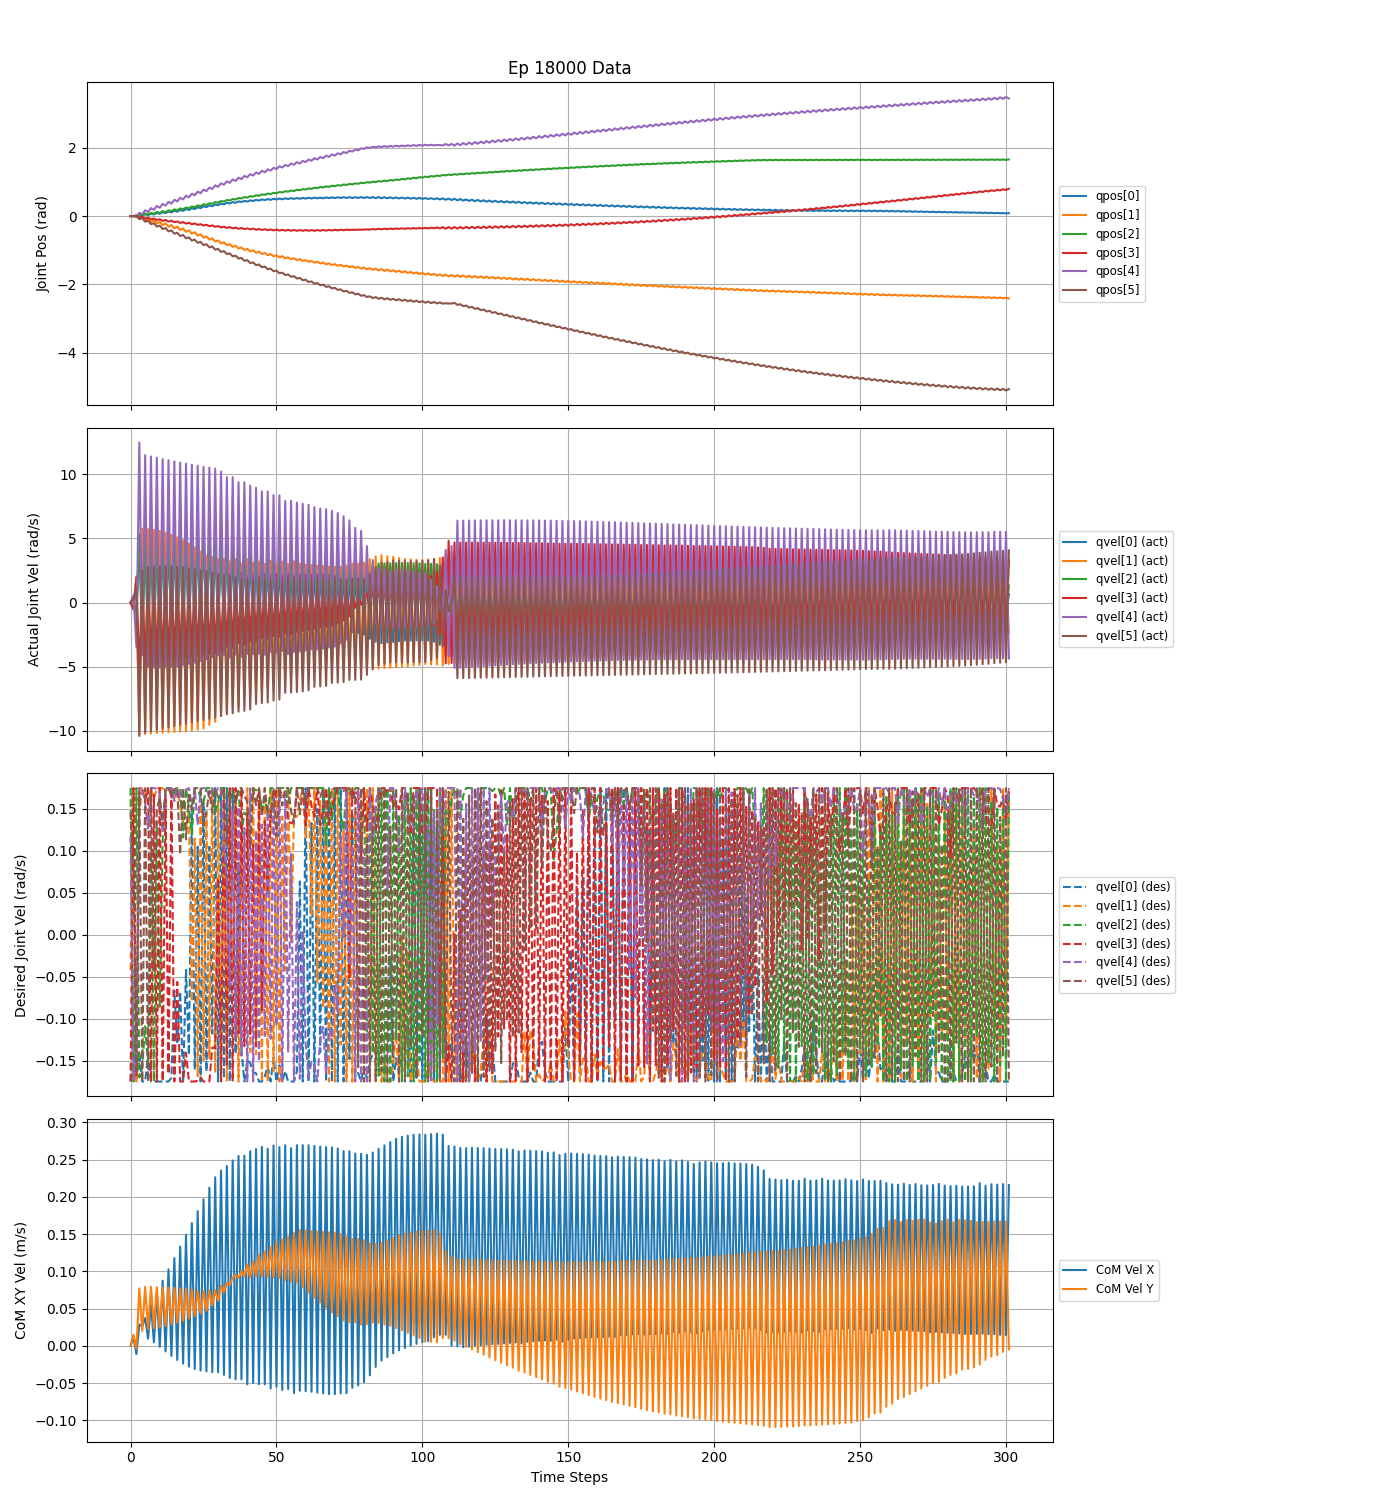 Ep 18000 Data
Joint Pos (rad)
2
0
−2
−4
qpos[0]
qpos[1]
qpos[2]
qpos[3]
qpos[4]
qpos[5]
Actual Joint Vel (rad/s)
10
5
0
−5
−10
qvel[0] (act)
qvel[1] (act)
qvel[2] (act)
qvel[3] (act)
qvel[4] (act)
qvel[5] (act)
Desired Joint Vel (rad/s)
0.15
0.10
0.05
0.00
−0.05
−0.10
−0.15
qvel[0] (des)
qvel[1] (des)
qvel[2] (des)
qvel[3] (des)
qvel[4] (des)
qvel[5] (des)
CoM XY Vel (m/s)
0.30
0.25
0.20
0.15
0.10
0.05
0.00
−0.05
−0.10
CoM Vel X
CoM Vel Y
0 50 100 150 200 250 300
Time Steps